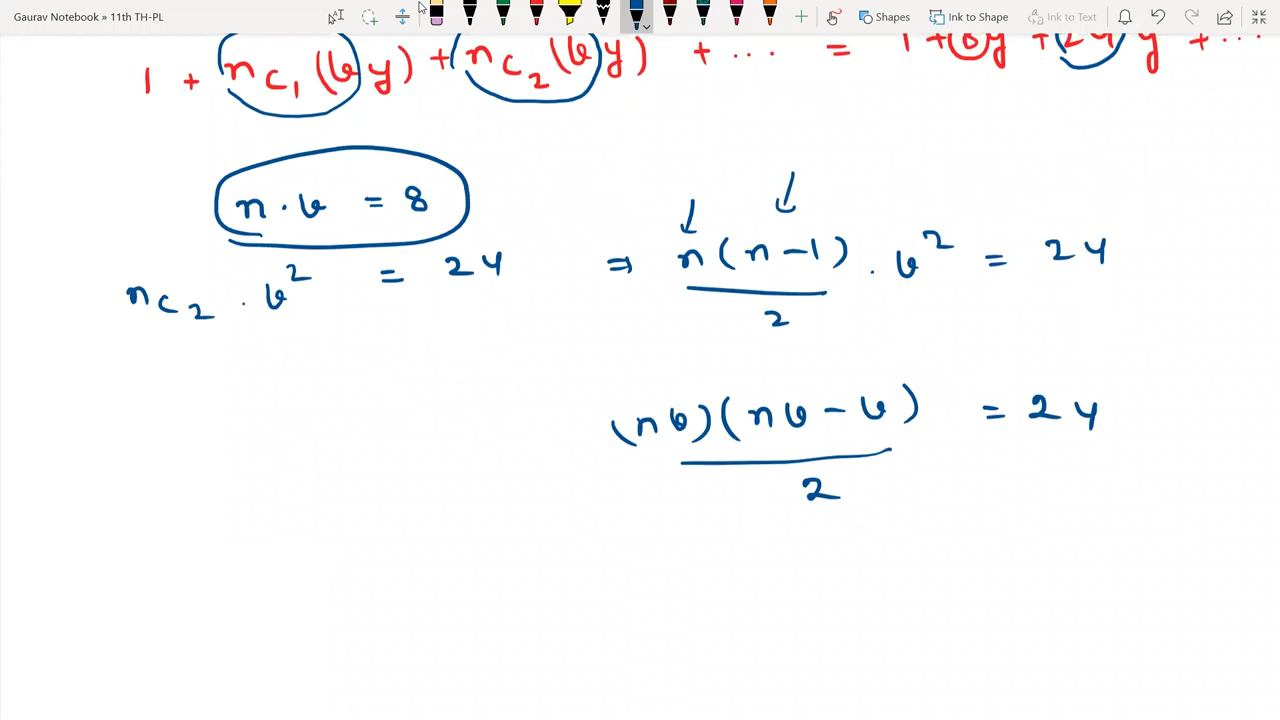 Gaurav Notebook » 11th TH-PL
Shapes Ink to Shape Ink to Text
1 + nC₁(by) + nC₂(by) + ... = 1 + 8y + 24y + ...
n · b = 8
nC₂ · b² = 24 ⇒ n(n-1)/2 · b² = 24
(nb)(nb - b)/2 = 24